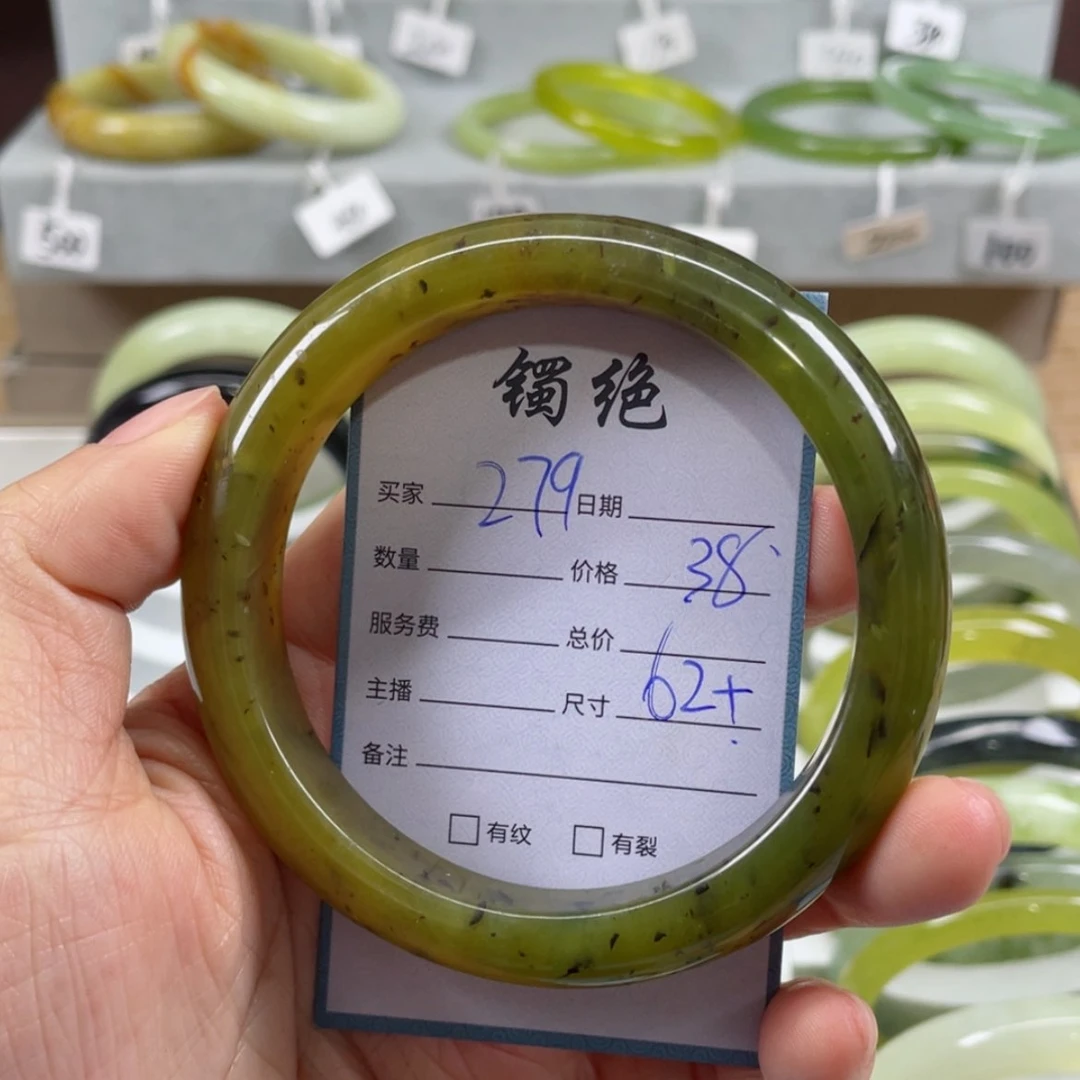 镯绝
买家 279 日期
数量 价格 38
服务费 总价
主播 尺寸 62+
备注
有纹 有裂